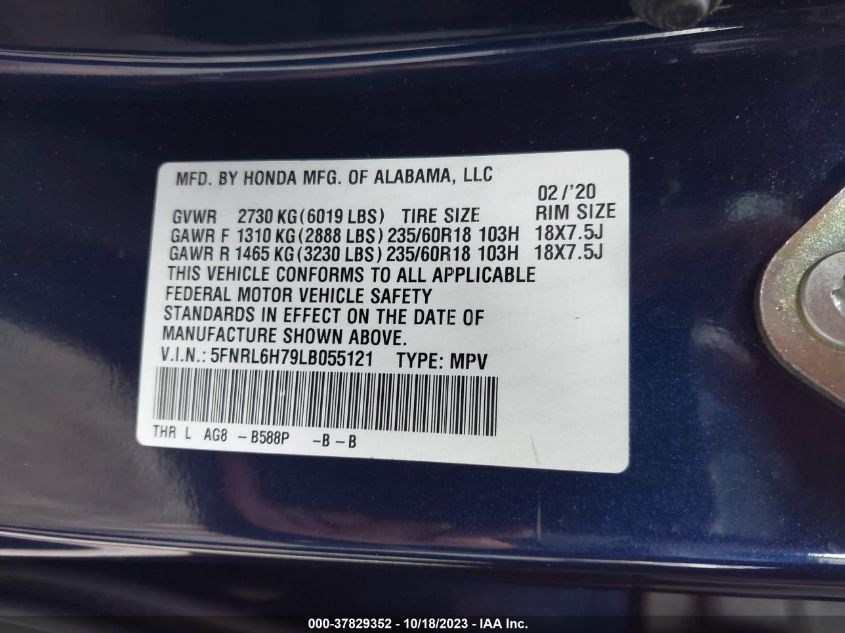 MFD. BY HONDA MFG. OF ALABAMA, LLC
02/'20
GVWR 2730 KG(6019 LBS) TIRE SIZE RIM SIZE
GAWR F 1310 KG(2888 LBS) 235/60R18 103H 18X7.5J
GAWR R 1465 KG(3230 LBS) 235/60R18 103H 18X7.5J
THIS VEHICLE CONFORMS TO ALL APPLICABLE
FEDERAL MOTOR VEHICLE SAFETY
STANDARDS IN EFFECT ON THE DATE OF
MANUFACTURE SHOWN ABOVE.
V.I.N.: 5FNRL6H79LB055121 TYPE: MPV
THR L AG8 - B588P - B - B
000-37829352 - 10/18/2023 - IAA Inc.